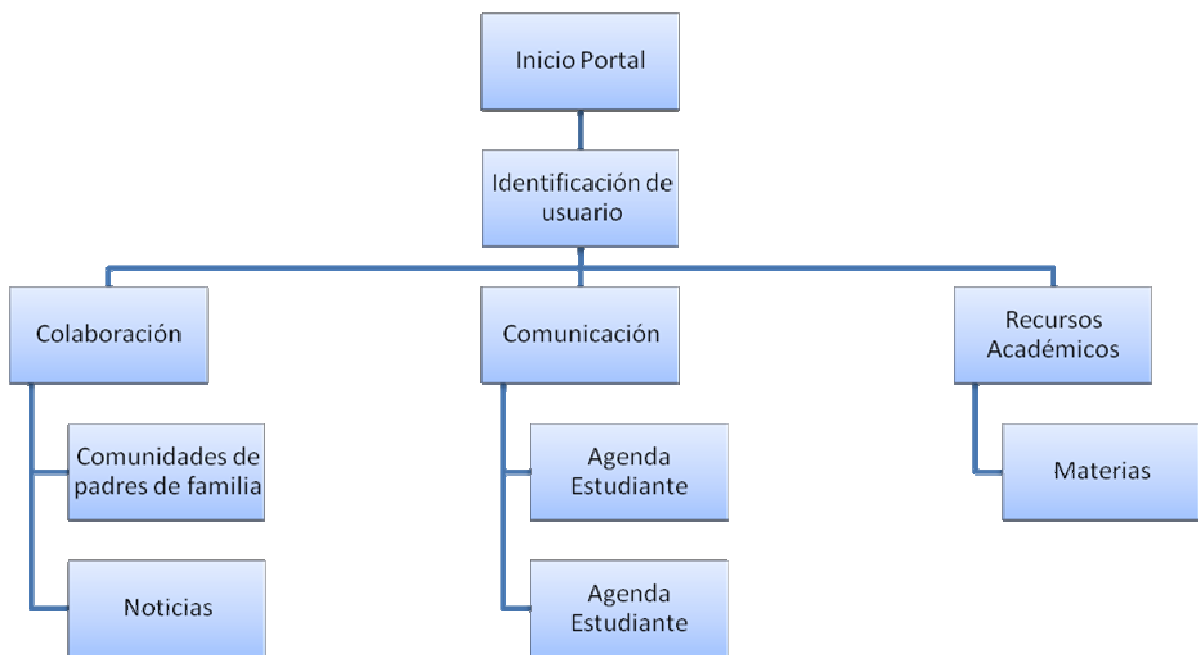 Inicio Portal
Identificación de
usuario
Colaboración
Comunicación
Recursos
Académicos
Comunidades de
padres de familia
Agenda
Estudiante
Materias
Noticias
Agenda
Estudiante